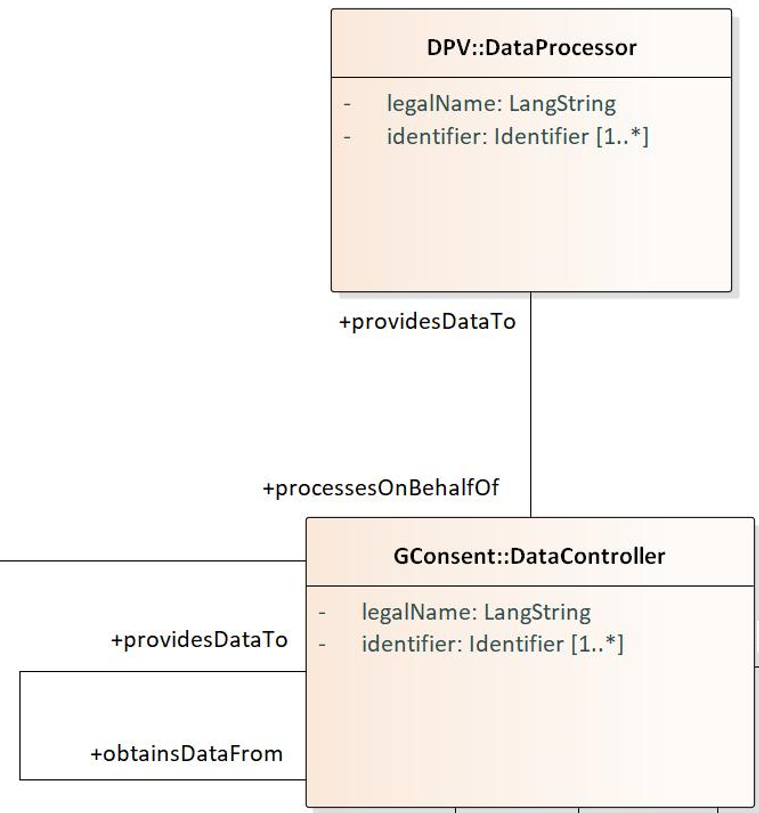 DPV::DataProcessor
- legalName: LangString
- identifier: Identifier [1..*]
+providesDataTo
+processesOnBehalfOf
GConsent::DataController
- legalName: LangString
- identifier: Identifier [1..*]
+providesDataTo
+obtainsDataFrom